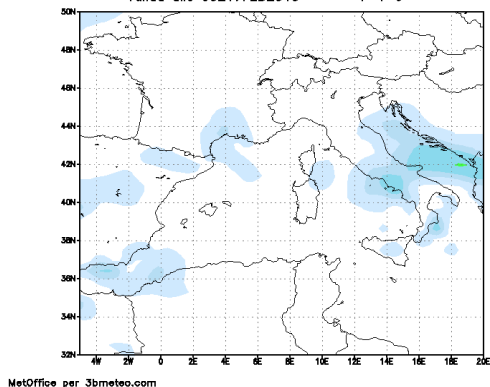 50N
48N
46N
44N
42N
40N
38N
36N
34N
32N
4W 2W 0 2E 4E 6E 8E 10E 12E 14E 16E 18E 20E
MetOffice per 3bmeteo.com